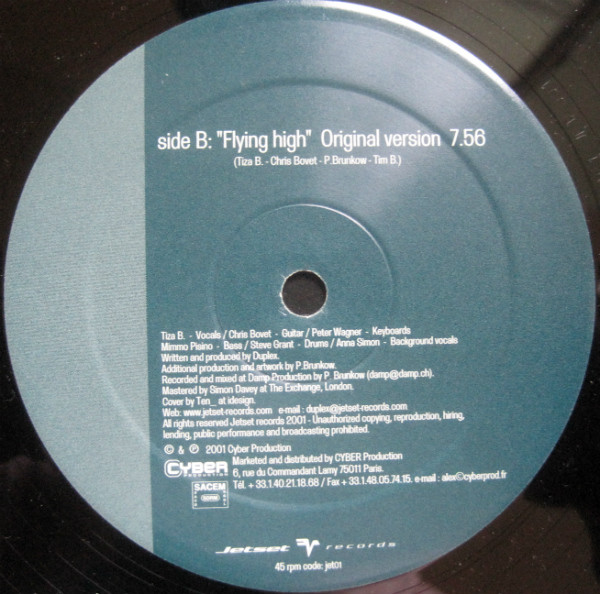 side B: "Flying high" Original version 7.56
(Tiza B. - Chris Bovet - P.Brunkow - Tim B.)
Tiza B. - Vocals / Chris Bovet - Guitar / Peter Wagner - Keyboards
Mimmo Pisino - Bass / Steve Grant - Drums / Anna Simon - Background vocals
Written and produced by Duplex.
Additional production and artwork by P.Brunkow.
Recorded and mixed at Damp Production by P. Brunkow (damp@damp.ch).
Mastered by Simon Davey at The Exchange, London.
Cover by Ten_ at idesign.
Web: www.jetset-records.com e-mail : duplex@jetset-records.com
All rights reserved Jetset records 2001 - Unauthorized copying, reproduction, hiring,
lending, public performance and broadcasting prohibited.
© & ℗ 2001 Cyber Production
CYBER PRODUCTION
Marketed and distributed by CYBER Production
6, rue du Commandant Lamy 75011 Paris.
Tél. + 33.1.40.21.18.68 / Fax + 33.1.48.05.74.15. e-mail : alex©cyberprod.fr
SACEM
Jetset records
45 rpm code: jet01